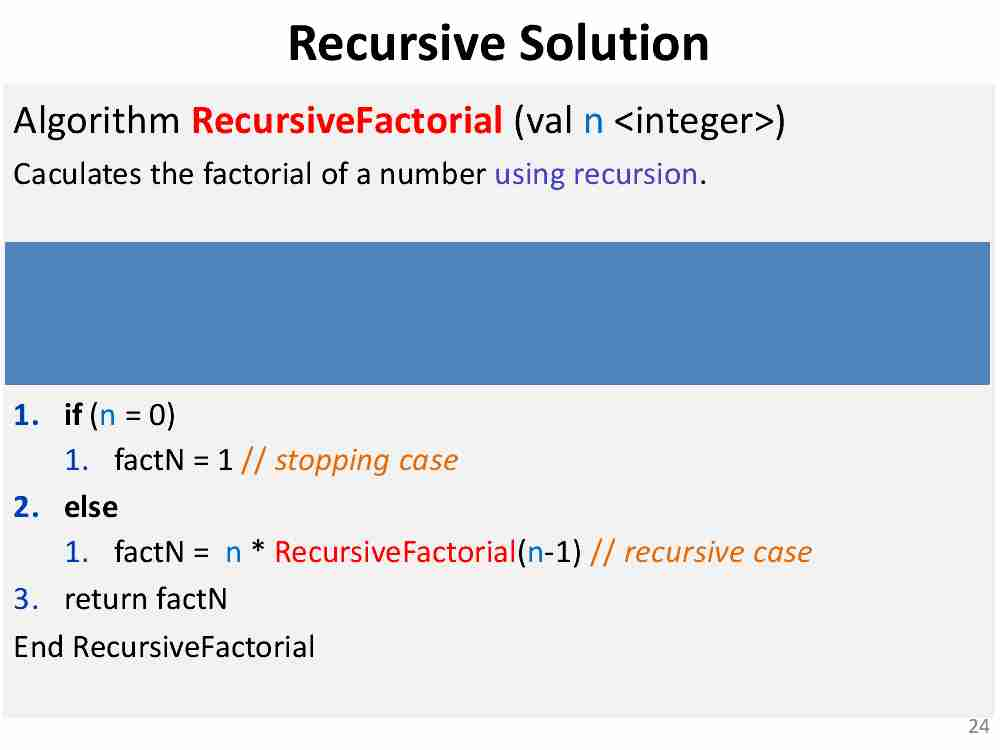 Recursive Solution
Algorithm RecursiveFactorial (val n <integer>)
Caculates the factorial of a number using recursion.
1. if (n = 0)
1. factN = 1 // stopping case
2. else
1. factN = n * RecursiveFactorial(n-1) // recursive case
3. return factN
End RecursiveFactorial
24